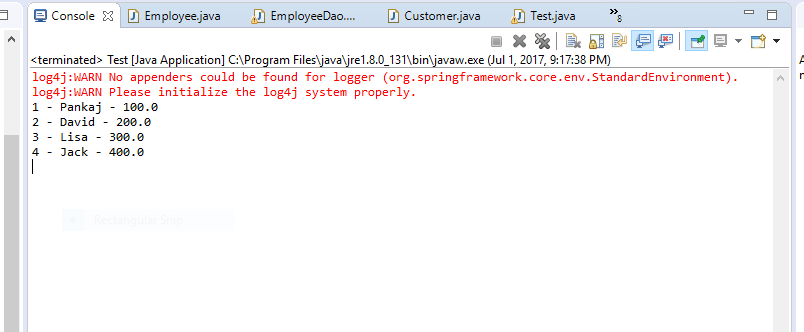 Console Employee.java EmployeeDao.... Customer.java Test.java »8
<terminated> Test [Java Application] C:\Program Files\java\jre1.8.0_131\bin\javaw.exe (Jul 1, 2017, 9:17:38 PM)
log4j:WARN No appenders could be found for logger (org.springframework.core.env.StandardEnvironment).
log4j:WARN Please initialize the log4j system properly.
1 - Pankaj - 100.0
2 - David - 200.0
3 - Lisa - 300.0
4 - Jack - 400.0
Rectangular Snip